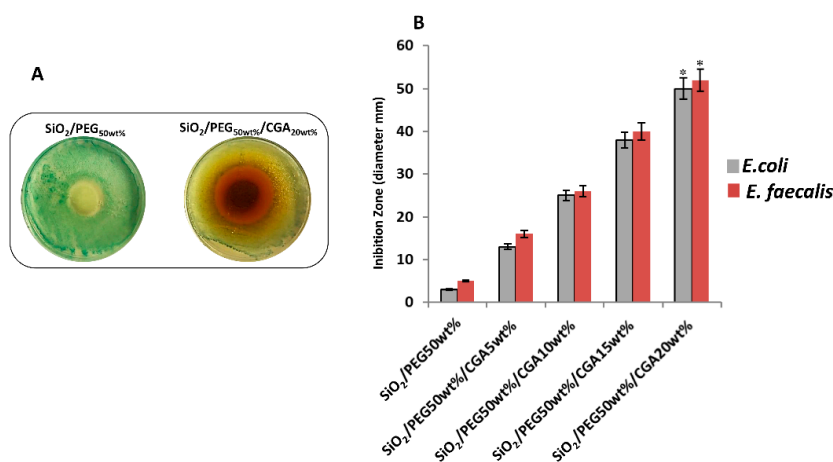 A
SiO₂/PEG₅₀wt%
SiO₂/PEG₅₀wt%/CGA₂₀wt%
B
60
50
40
30
20
10
0
Inibition Zone (diameter mm)
*
*
E.coli
E. faecalis
SiO₂/PEG50wt%
SiO₂/PEG50wt%/CGA5wt%
SiO₂/PEG50wt%/CGA10wt%
SiO₂/PEG50wt%/CGA15wt%
SiO₂/PEG50wt%/CGA20wt%